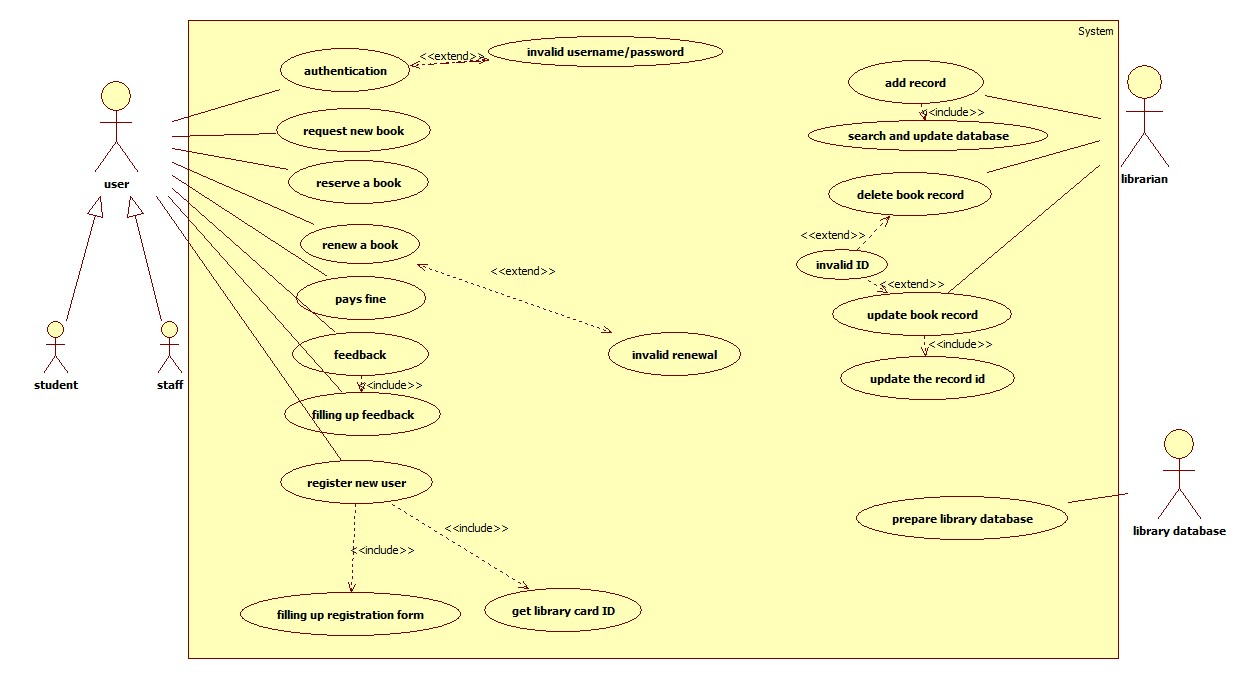 System
authentication
<<extend>>
invalid username/password
request new book
reserve a book
renew a book
<<extend>>
pays fine
invalid renewal
feedback
<<include>>
filling up feedback
register new user
<<include>>
<<include>>
filling up registration form
get library card ID
user
student
staff
add record
<<include>>
search and update database
delete book record
<<extend>>
invalid ID
<<extend>>
update book record
<<include>>
update the record id
prepare library database
librarian
library database